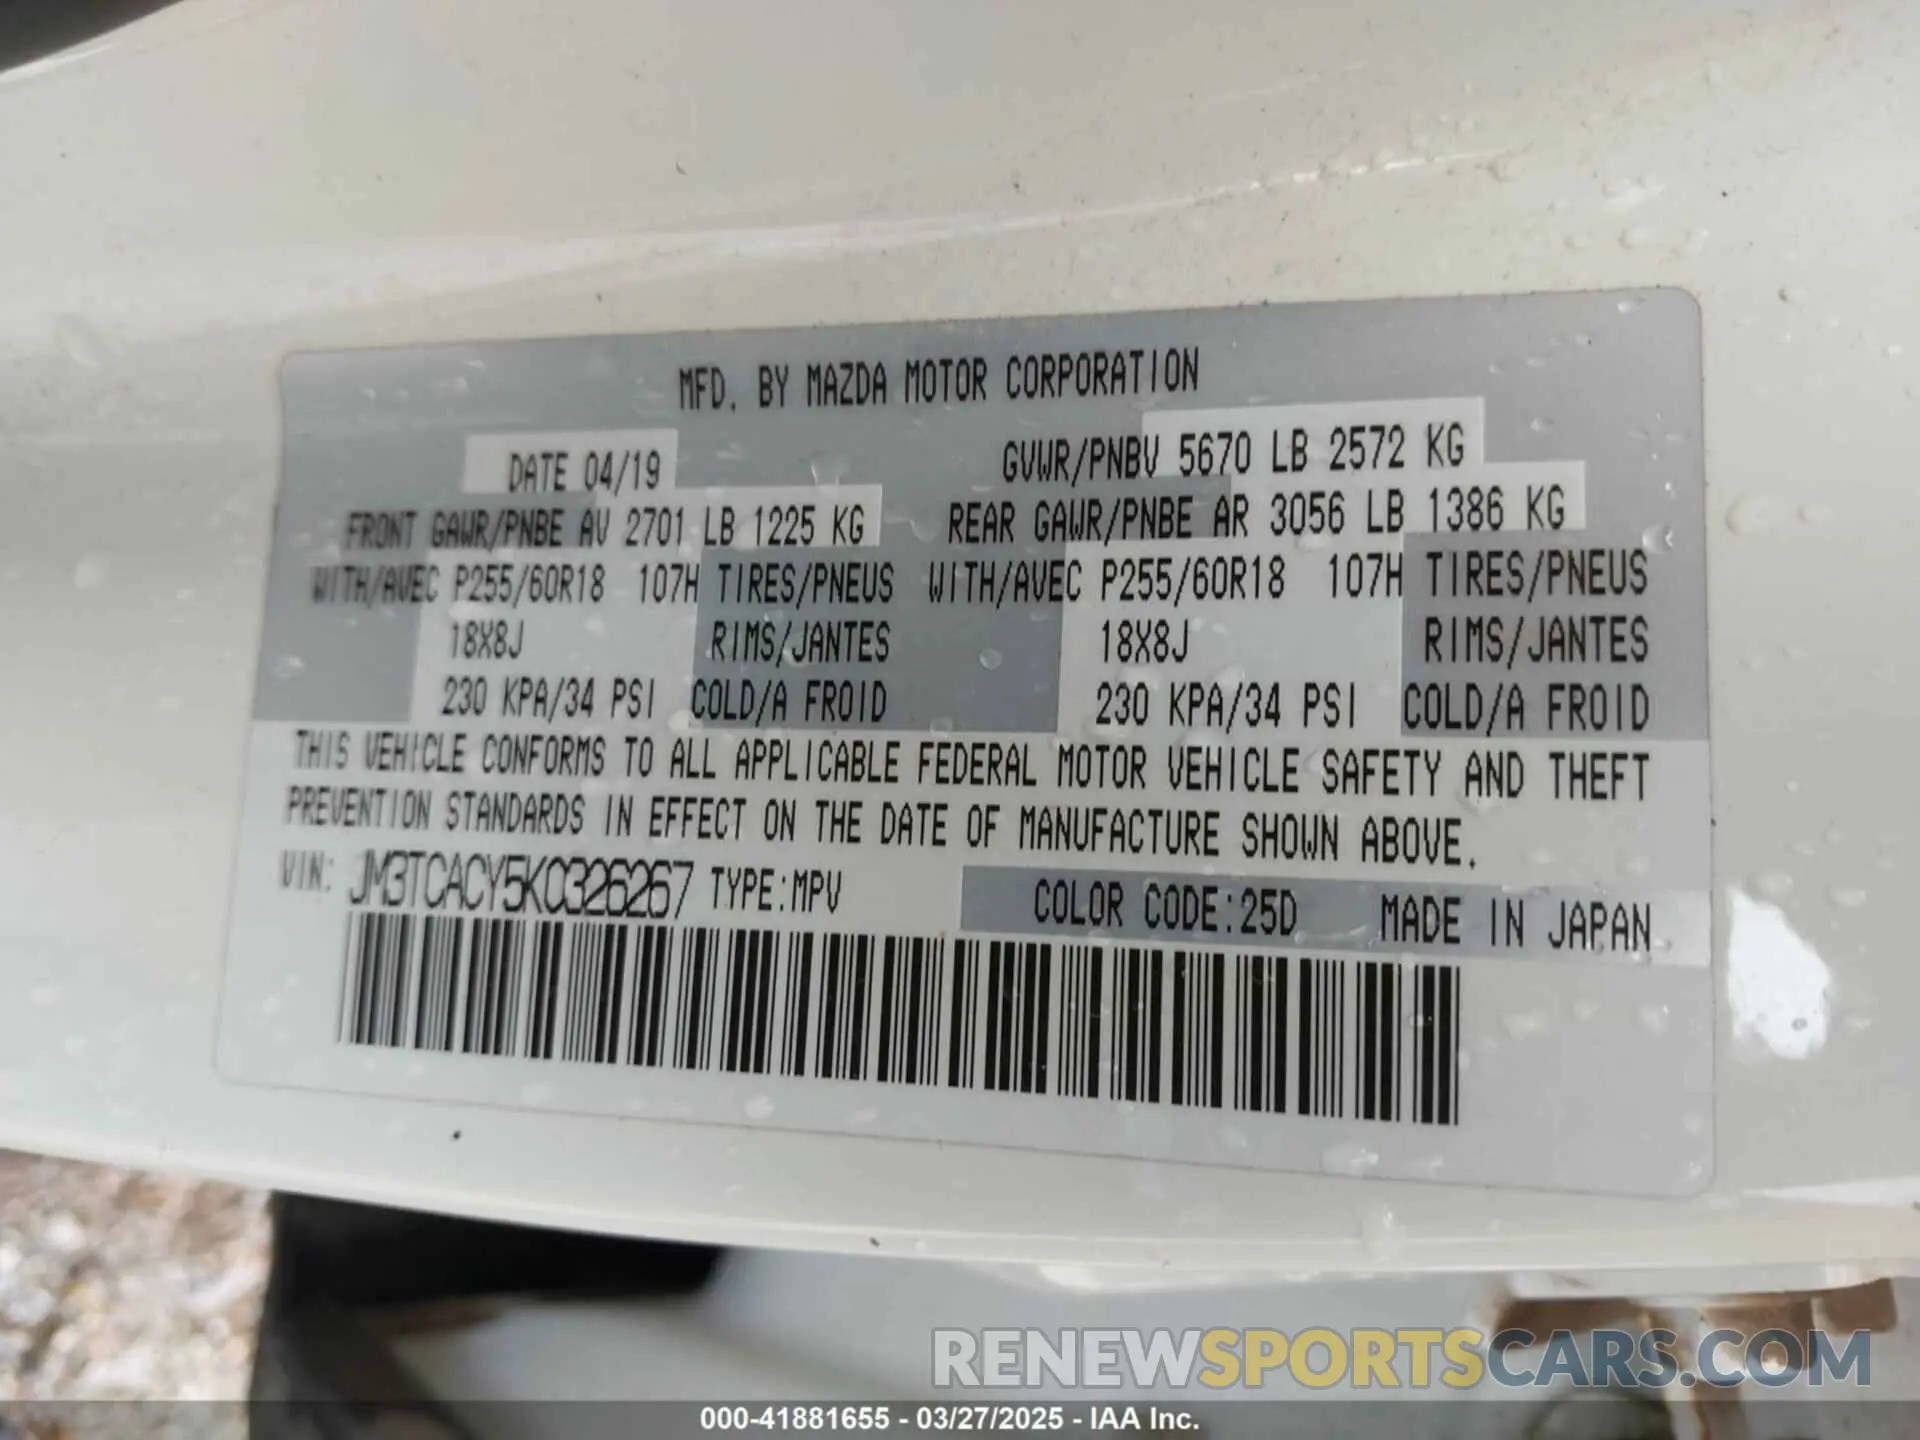 MFD. BY MAZDA MOTOR CORPORATION
DATE 04/19 GVWR/PNBV 5670 LB 2572 KG
FRONT GAWR/PNBE AV 2701 LB 1225 KG REAR GAWR/PNBE AR 3056 LB 1386 KG
WITH/AVEC P255/60R18 107H TIRES/PNEUS WITH/AVEC P255/60R18 107H TIRES/PNEUS
18X8J RIMS/JANTES 18X8J RIMS/JANTES
230 KPA/34 PSI COLD/A FROID 230 KPA/34 PSI COLD/A FROID
THIS VEHICLE CONFORMS TO ALL APPLICABLE FEDERAL MOTOR VEHICLE SAFETY AND THEFT
PREVENTION STANDARDS IN EFFECT ON THE DATE OF MANUFACTURE SHOWN ABOVE.
VIN: JM3TCACY5K0326267 TYPE:MPV COLOR CODE:25D MADE IN JAPAN
RENEWSPORTSCARS.COM
000-41881655 - 03/27/2025 - IAA Inc.